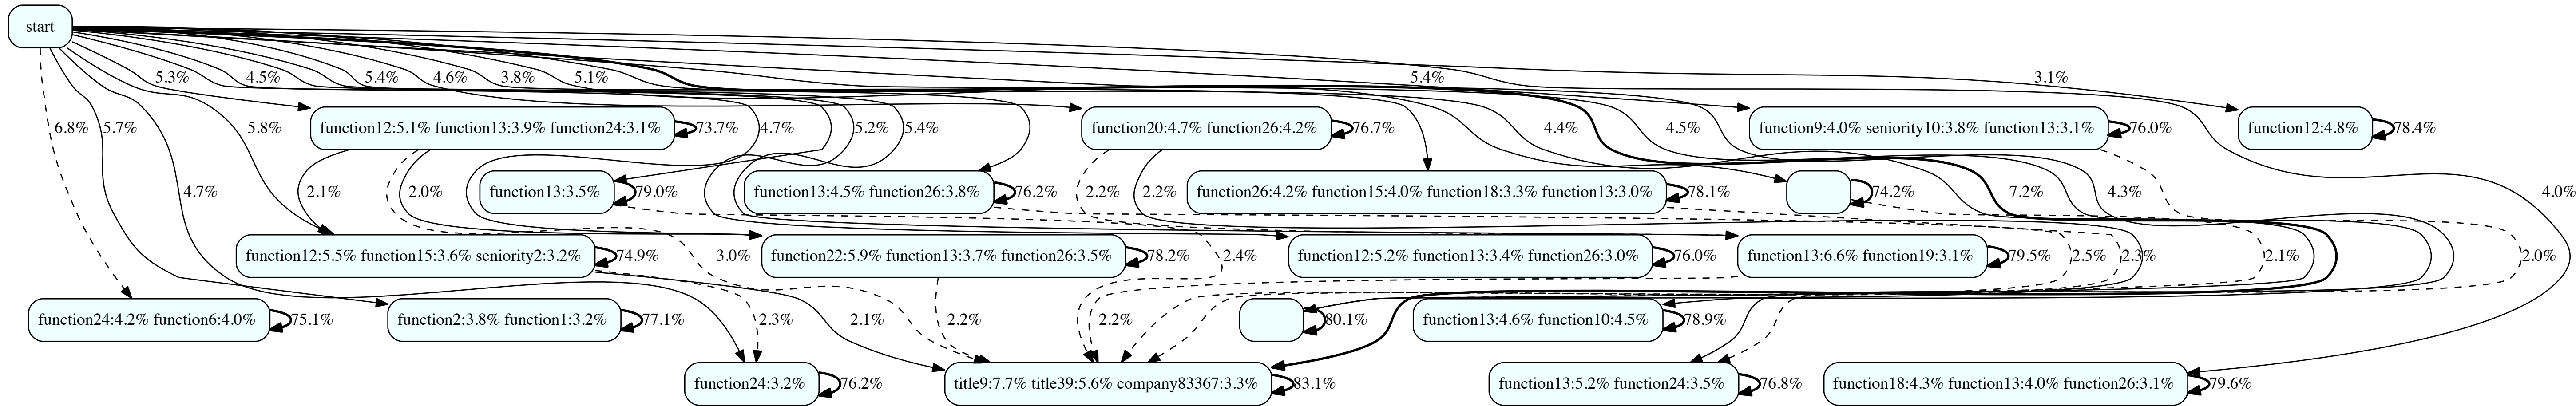 start
5.3% 4.5% 5.4% 4.6% 3.8% 5.1% 5.4% 3.1%
6.8% 5.7% 5.8% function12:5.1% function13:3.9% function24:3.1% 73.7% 4.7% 5.2% 5.4% function20:4.7% function26:4.2% 76.7% 4.4% 4.5% function9:4.0% seniority10:3.8% function13:3.1% 76.0% function12:4.8% 78.4%
4.7% 2.1% 2.0% function13:3.5% 79.0% function13:4.5% function26:3.8% 76.2% 2.2% 2.2% function26:4.2% function15:4.0% function18:3.3% function13:3.0% 78.1% 74.2% 7.2% 4.3% 4.0%
function12:5.5% function15:3.6% seniority2:3.2% 74.9% 3.0% function22:5.9% function13:3.7% function26:3.5% 78.2% 2.4% function12:5.2% function13:3.4% function26:3.0% 76.0% function13:6.6% function19:3.1% 79.5% 2.5% 2.3% 2.1% 2.0%
function24:4.2% function6:4.0% 75.1% function2:3.8% function1:3.2% 77.1% 2.3% 2.1% 2.2% 2.2% 80.1% function13:4.6% function10:4.5% 78.9%
function24:3.2% 76.2% title9:7.7% title39:5.6% company83367:3.3% 83.1% function13:5.2% function24:3.5% 76.8% function18:4.3% function13:4.0% function26:3.1% 79.6%